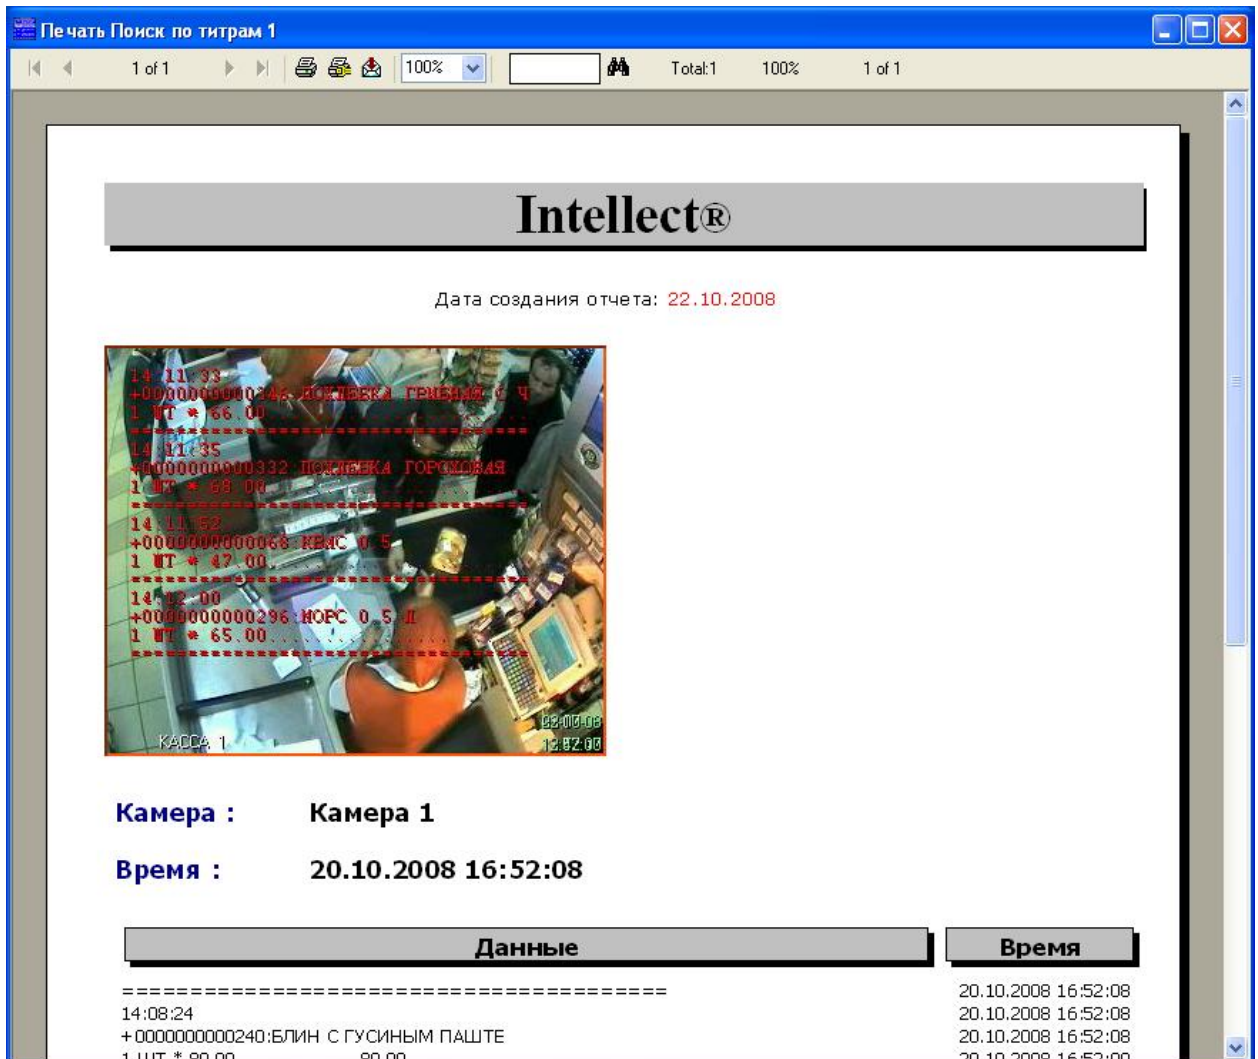 Печать Поиск по титрам 1
1 of 1 100% Total:1 100% 1 of 1
Intellect®
Дата создания отчета: 22.10.2008
14:11:33
+0000000000346:ПОХЛЕБКА ГРИБНАЯ С Ч
1 ШТ * 66.00
=====================================
14:11:35
+0000000000332:ПОХЛЕБКА ГОРОХОВАЯ
1 ШТ * 68.00
=====================================
14:11:52
+0000000000068:КВАС 0.5
1 ШТ * 47.00
=====================================
14:12:00
+0000000000296:МОРС 0.5 Л
1 ШТ * 65.00
=====================================
КАССА 1
Камера : Камера 1
Время : 20.10.2008 16:52:08
Данные Время
======================================== 20.10.2008 16:52:08
14:08:24 20.10.2008 16:52:08
+0000000000240:БЛИН С ГУСИНЫМ ПАШТЕ 20.10.2008 16:52:08